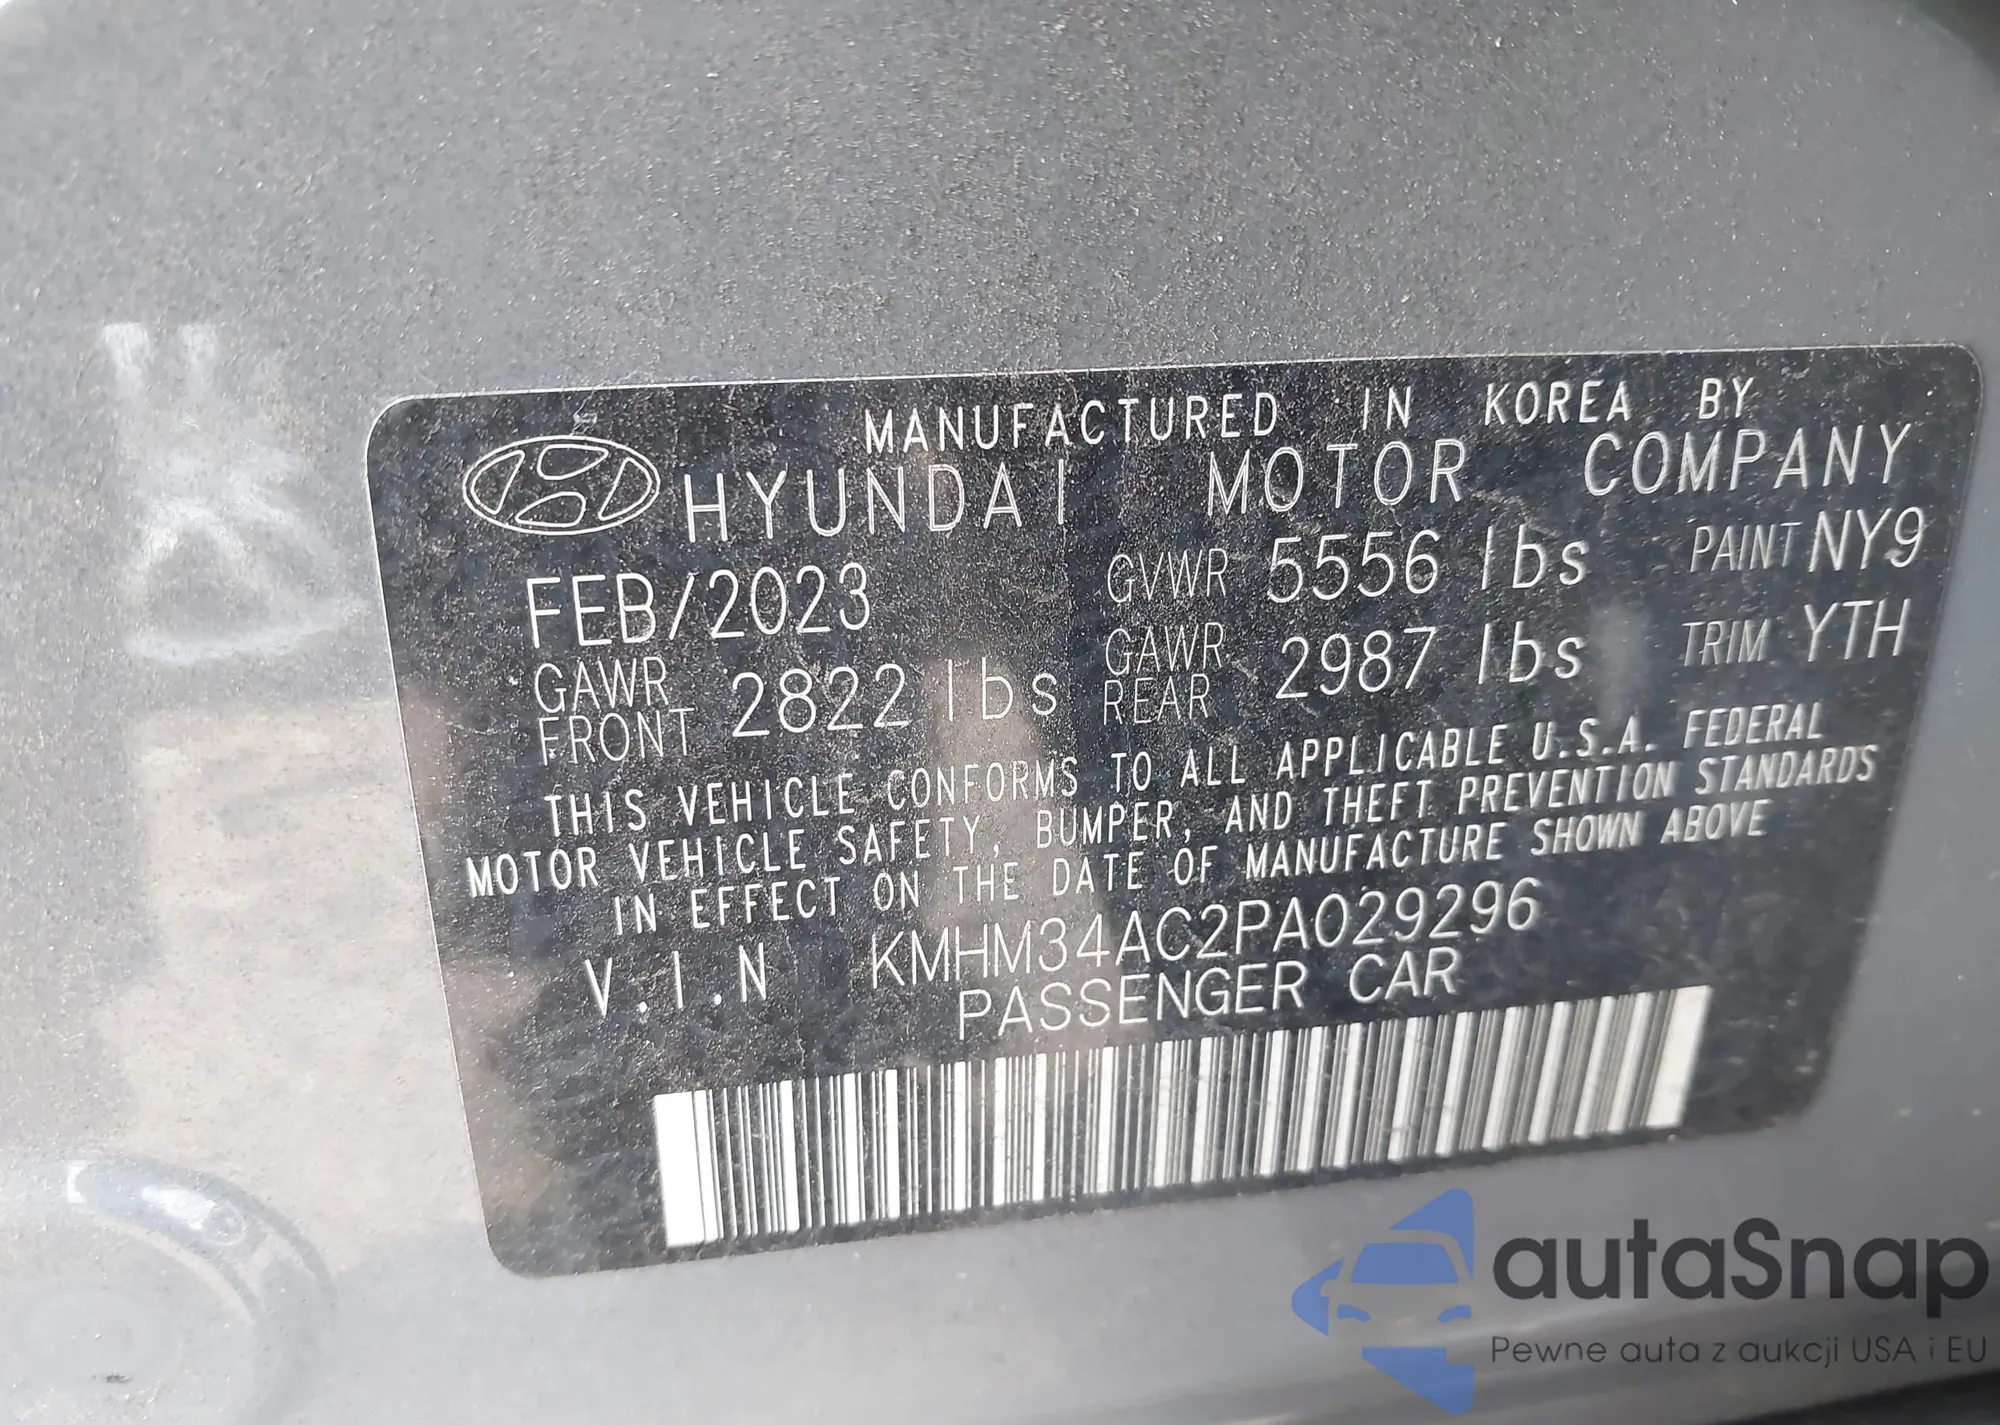 MANUFACTURED IN KOREA BY
HYUNDAI MOTOR COMPANY
FEB/2023 GVWR 5556 lbs PAINT NY9
GAWR FRONT 2822 lbs GAWR REAR 2987 lbs TRIM YTH
THIS VEHICLE CONFORMS TO ALL APPLICABLE U.S.A. FEDERAL
MOTOR VEHICLE SAFETY, BUMPER, AND THEFT PREVENTION STANDARDS
IN EFFECT ON THE DATE OF MANUFACTURE SHOWN ABOVE
V.I.N KMHM34AC2PA029296
PASSENGER CAR
autaSnap
Pewne auta z aukcji USA i EU